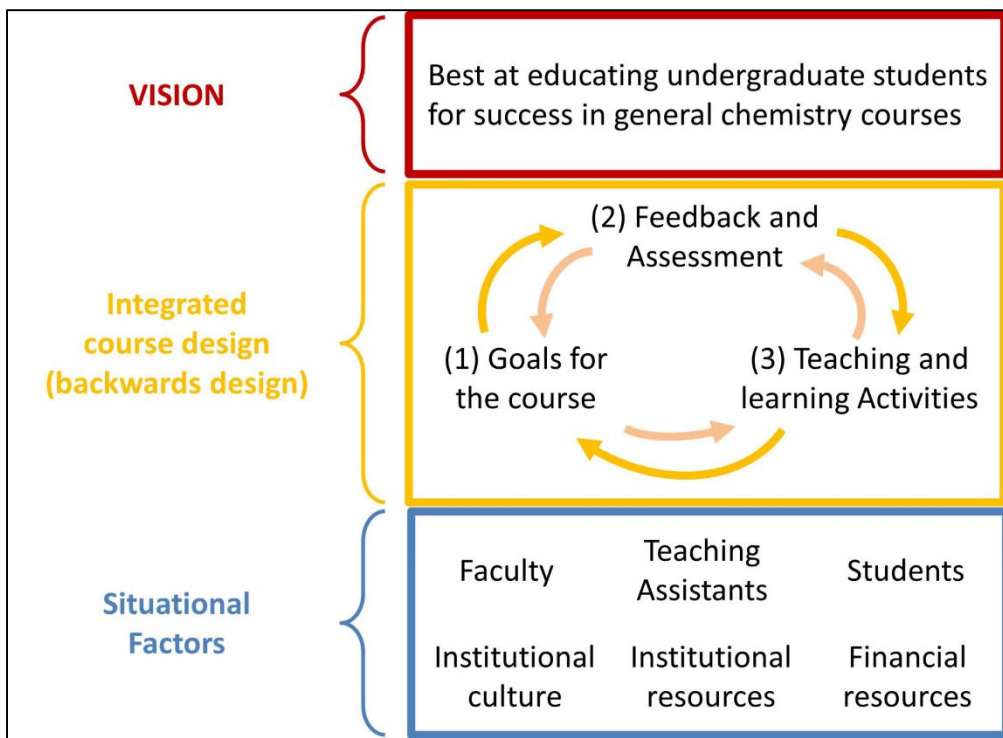 VISION
Best at educating undergraduate students
for success in general chemistry courses
Integrated
course design
(backwards design)
(2) Feedback and
Assessment
(1) Goals for
the course
(3) Teaching and
learning Activities
Situational
Factors
Faculty
Teaching
Assistants
Students
Institutional
culture
Institutional
resources
Financial
resources